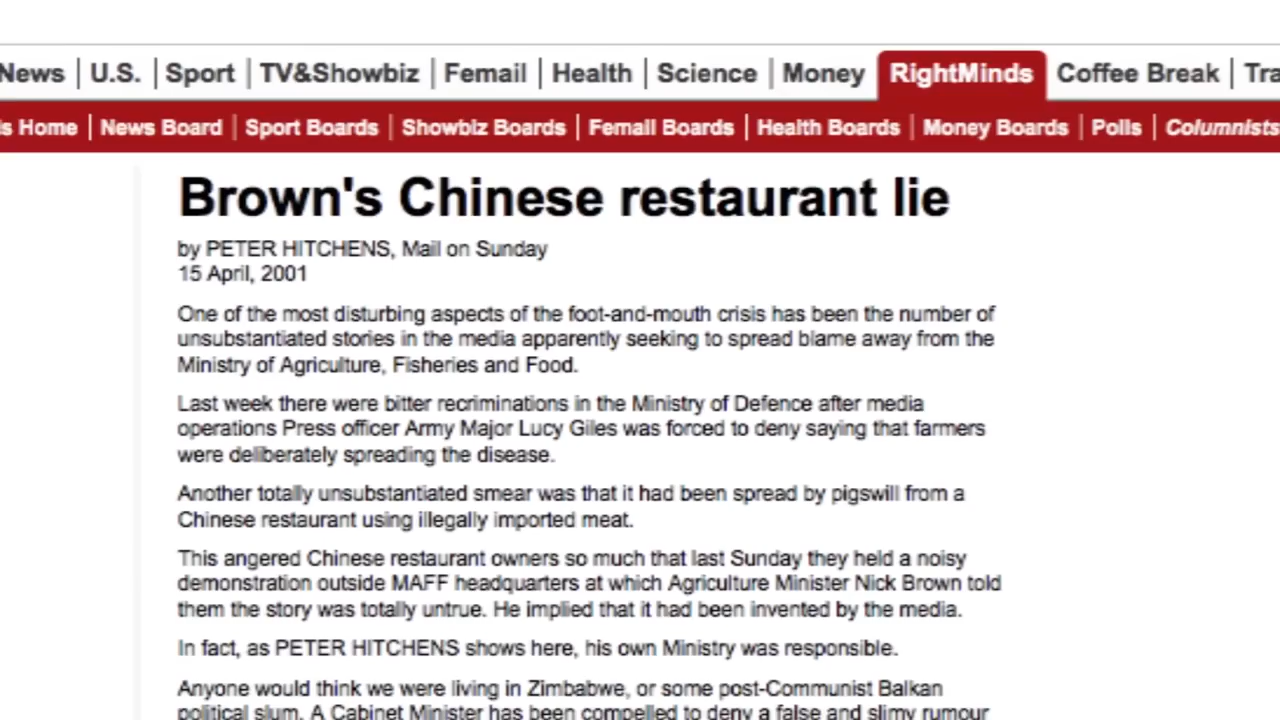 News | U.S. | Sport | TV&Showbiz | Femail | Health | Science | Money | RightMinds | Coffee Break |
Home | News Board | Sport Boards | Showbiz Boards | Femail Boards | Health Boards | Money Boards | Polls | Columnists
Brown's Chinese restaurant lie
by PETER HITCHENS, Mail on Sunday
15 April, 2001
One of the most disturbing aspects of the foot-and-mouth crisis has been the number of
unsubstantiated stories in the media apparently seeking to spread blame away from the
Ministry of Agriculture, Fisheries and Food.
Last week there were bitter recriminations in the Ministry of Defence after media
operations Press officer Army Major Lucy Giles was forced to deny saying that farmers
were deliberately spreading the disease.
Another totally unsubstantiated smear was that it had been spread by pigswill from a
Chinese restaurant using illegally imported meat.
This angered Chinese restaurant owners so much that last Sunday they held a noisy
demonstration outside MAFF headquarters at which Agriculture Minister Nick Brown told
them the story was totally untrue. He implied that it had been invented by the media.
In fact, as PETER HITCHENS shows here, his own Ministry was responsible.
Anyone would think we were living in Zimbabwe, or some post-Communist Balkan
political slum. A Cabinet Minister has been compelled to deny a false and slimy rumour